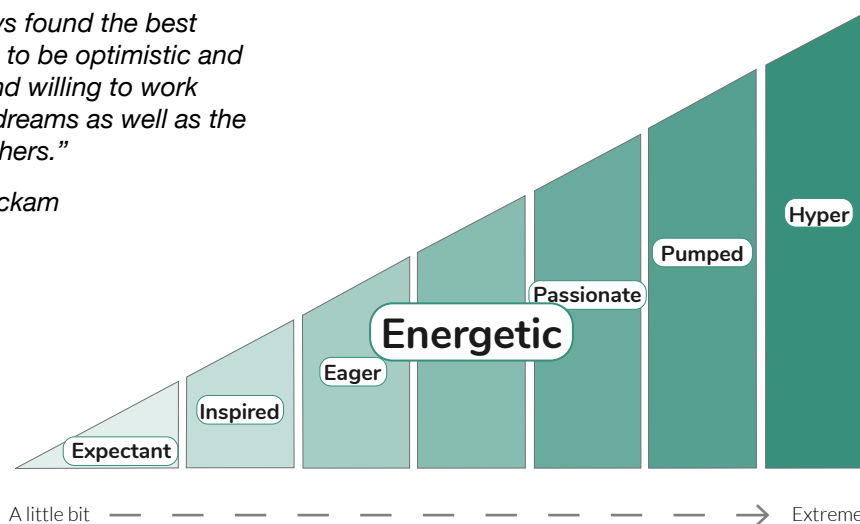 ys found the best
to be optimistic and
nd willing to work
dreams as well as the
hers.”
ckam
Hyper
Pumped
Passionate
Energetic
Eager
Inspired
Expectant
A little bit
Extreme